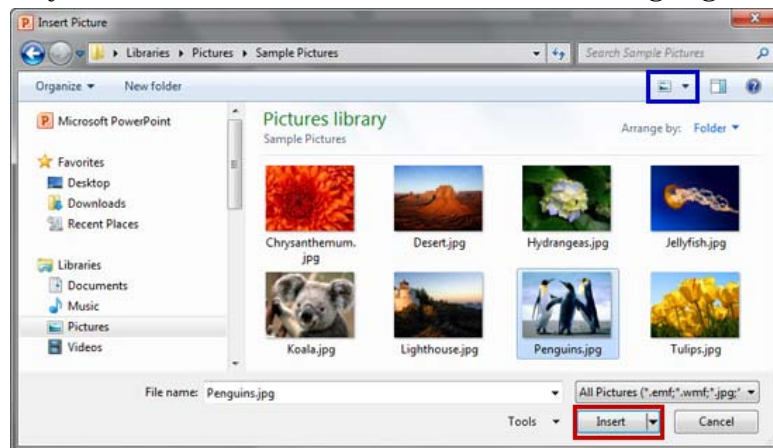 Insert Picture
Libraries Pictures Sample Pictures
Search Sample Pictures
Organize New folder
Microsoft PowerPoint
Favorites
Desktop
Downloads
Recent Places
Libraries
Documents
Music
Pictures
Videos
Pictures library
Sample Pictures
Arrange by: Folder
Chrysanthemum.
jpg
Desert.jpg
Hydrangeas.jpg
Jellyfish.jpg
Koala.jpg
Lighthouse.jpg
Penguins.jpg
Tulips.jpg
File name: Penguins.jpg
All Pictures (*.emf;*.wmf;*.jpg;*
Tools Insert Cancel